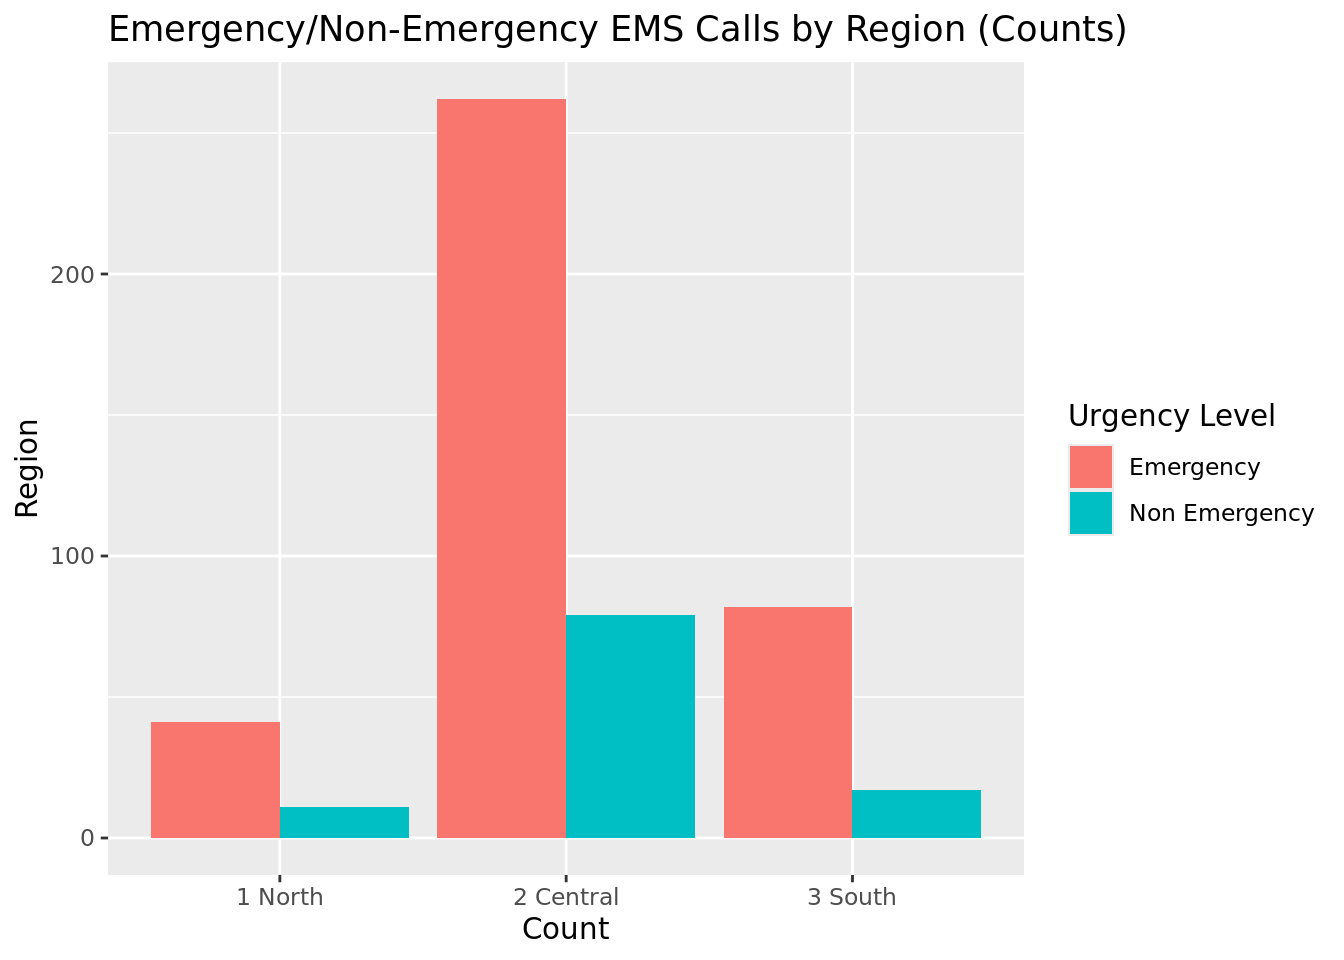 Emergency/Non-Emergency EMS Calls by Region (Counts)
Region
200
100
0
1 North
2 Central
3 South
Count
Urgency Level
Emergency
Non Emergency